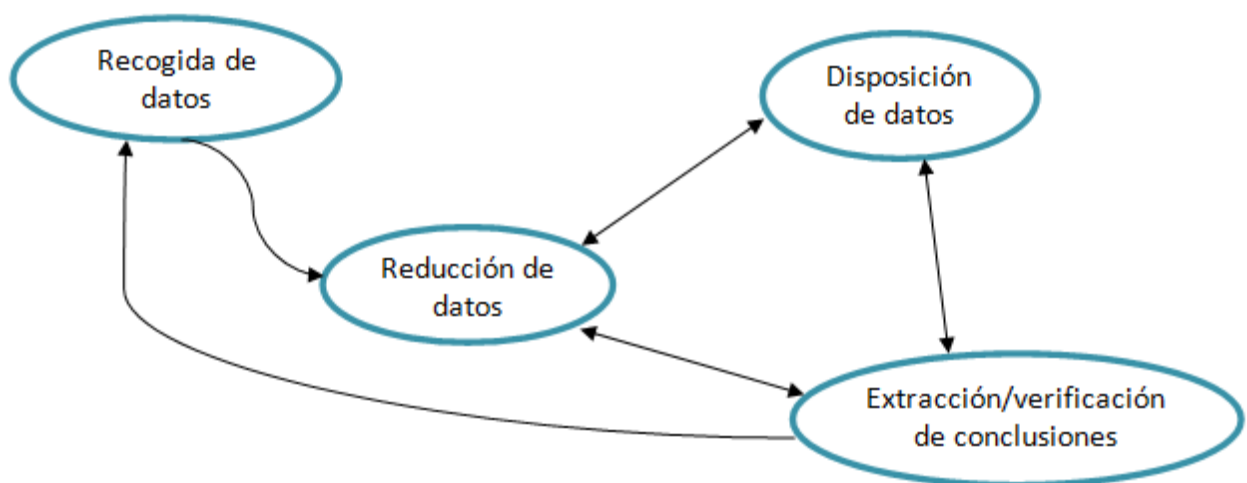 Recogida de
datos
Disposición
de datos
Reducción de
datos
Extracción/verificación
de conclusiones